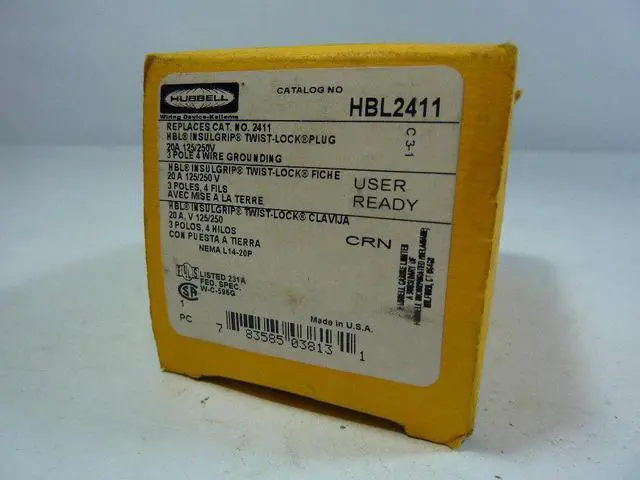 HUBBELL
Wiring Device-Kellems
CATALOG NO
HBL2411
C-3-1
REPLACES CAT. NO. 2411
HBL® INSULGRIP® TWIST-LOCK® PLUG
20A 125/250V
3 POLE 4 WIRE GROUNDING
HBL® INSULGRIP® TWIST-LOCK® FICHE
20 A 125/250 V
3 POLES, 4 FILS
AVEC MISE A LA TERRE
USER
READY
HBL® INSULGRIP® TWIST-LOCK® CLAVIJA
20 A, V 125/250
3 POLOS, 4 HILOS
CON PUESTA A TIERRA
CRN
NEMA L14-20P
LISTED 231A
FED. SPEC.
W-C-596G
1
PC
Made in U.S.A.
7 83585 03813 1